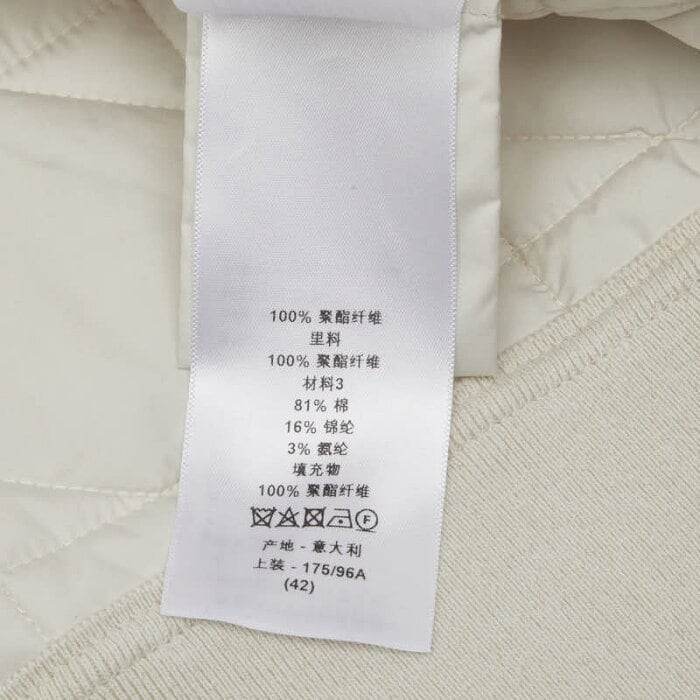 100% 聚酯纤维
里料
100% 聚酯纤维
材料3
81% 棉
16% 锦纶
3% 氨纶
填充物
100% 聚酯纤维
F
产地 - 意大利
上装 - 175/96A
(42)